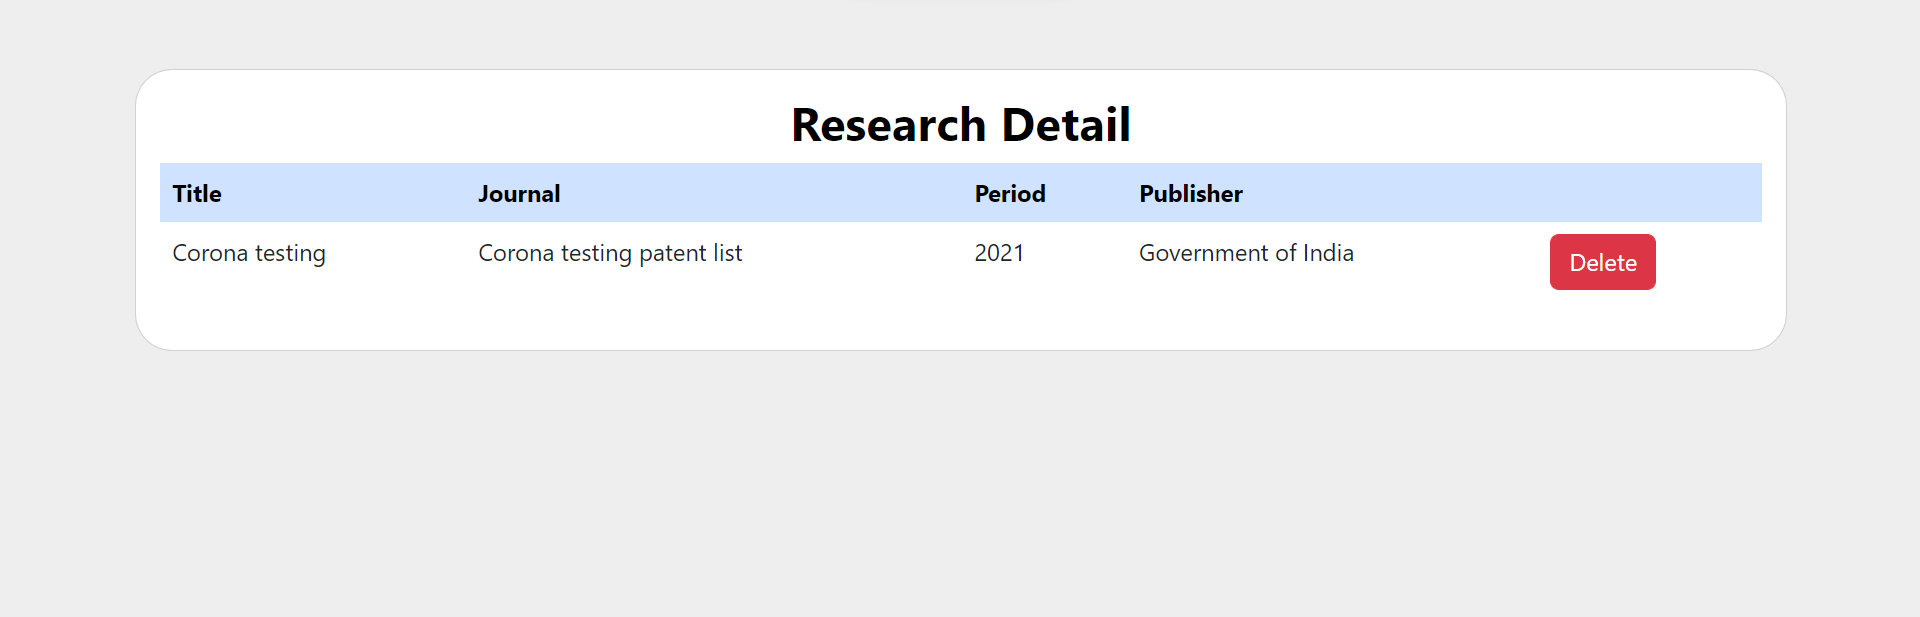 Research Detail
Title Journal Period Publisher
Corona testing Corona testing patent list 2021 Government of India Delete